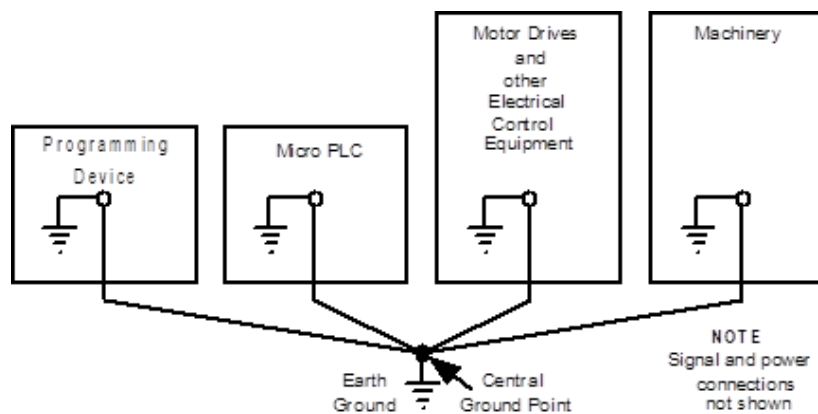 Programming
Device
Micro PLC
Motor Drives
and
other
Electrical
Control
Equipment
Machinery
Earth
Ground
Central
Ground Point
NOTE
Signal and power
connections
not shown